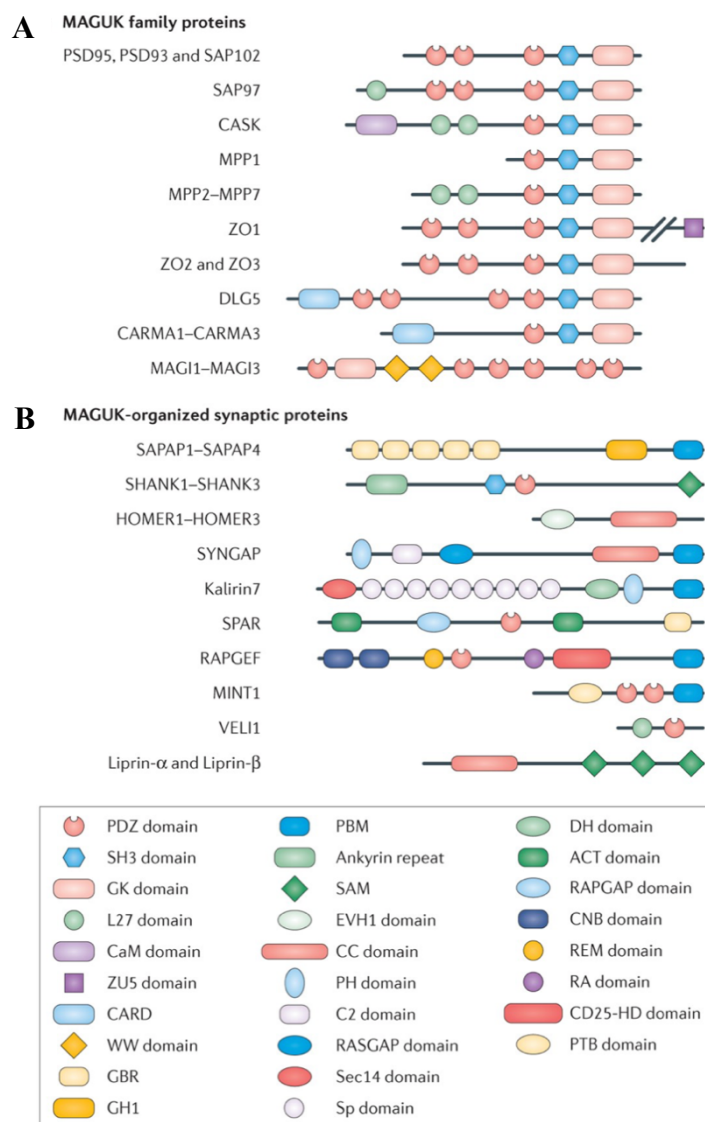 A
MAGUK family proteins
PSD95, PSD93 and SAP102
SAP97
CASK
MPP1
MPP2–MPP7
ZO1
ZO2 and ZO3
DLG5
CARMA1–CARMA3
MAGI1–MAGI3
B
MAGUK-organized synaptic proteins
SAPAP1–SAPAP4
SHANK1–SHANK3
HOMER1–HOMER3
SYNGAP
Kalirin7
SPAR
RAPGEF
MINT1
VELI1
Liprin-α and Liprin-β
PDZ domain
SH3 domain
GK domain
L27 domain
CaM domain
ZU5 domain
CARD
WW domain
GBR
GH1
PBM
Ankyrin repeat
SAM
EVH1 domain
CC domain
PH domain
C2 domain
RASGAP domain
Sec14 domain
Sp domain
DH domain
ACT domain
RAPGAP domain
CNB domain
REM domain
RA domain
CD25-HD domain
PTB domain